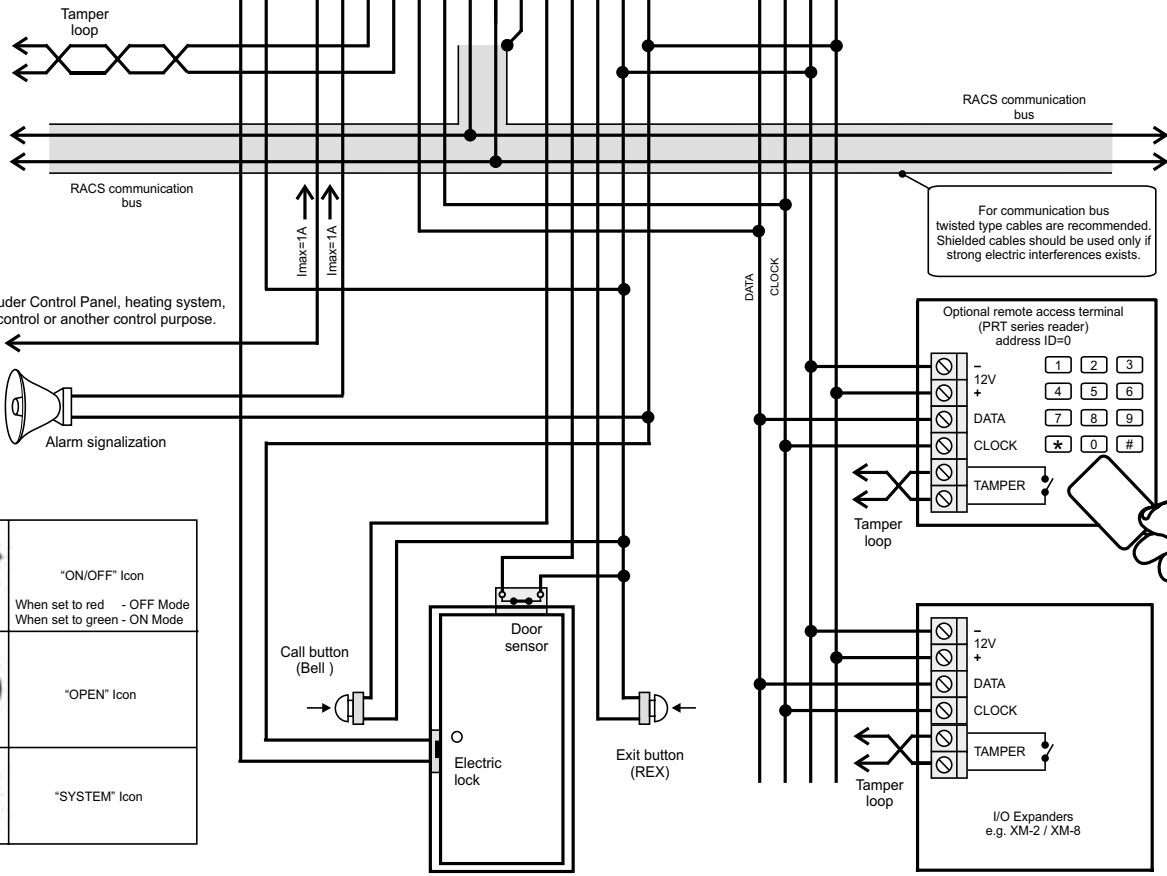 Tamper
loop
RACS communication
bus
RACS communication
bus
For communication bus
twisted type cables are recommended.
Shielded cables should be used only if
strong electric interferences exists.
Imax=1A
Imax=1A
DATA
CLOCK
uder Control Panel, heating system,
control or another control purpose.
Alarm signalization
Optional remote access terminal
(PRT series reader)
address ID=0
–
12V
+
DATA
CLOCK
TAMPER
1 2 3
4 5 6
7 8 9
* 0 #
Tamper
loop
"ON/OFF" Icon
When set to red - OFF Mode
When set to green - ON Mode
"OPEN" Icon
"SYSTEM" Icon
Call button
(Bell )
Door
sensor
Electric
lock
Exit button
(REX)
–
12V
+
DATA
CLOCK
TAMPER
Tamper
loop
I/O Expanders
e.g. XM-2 / XM-8